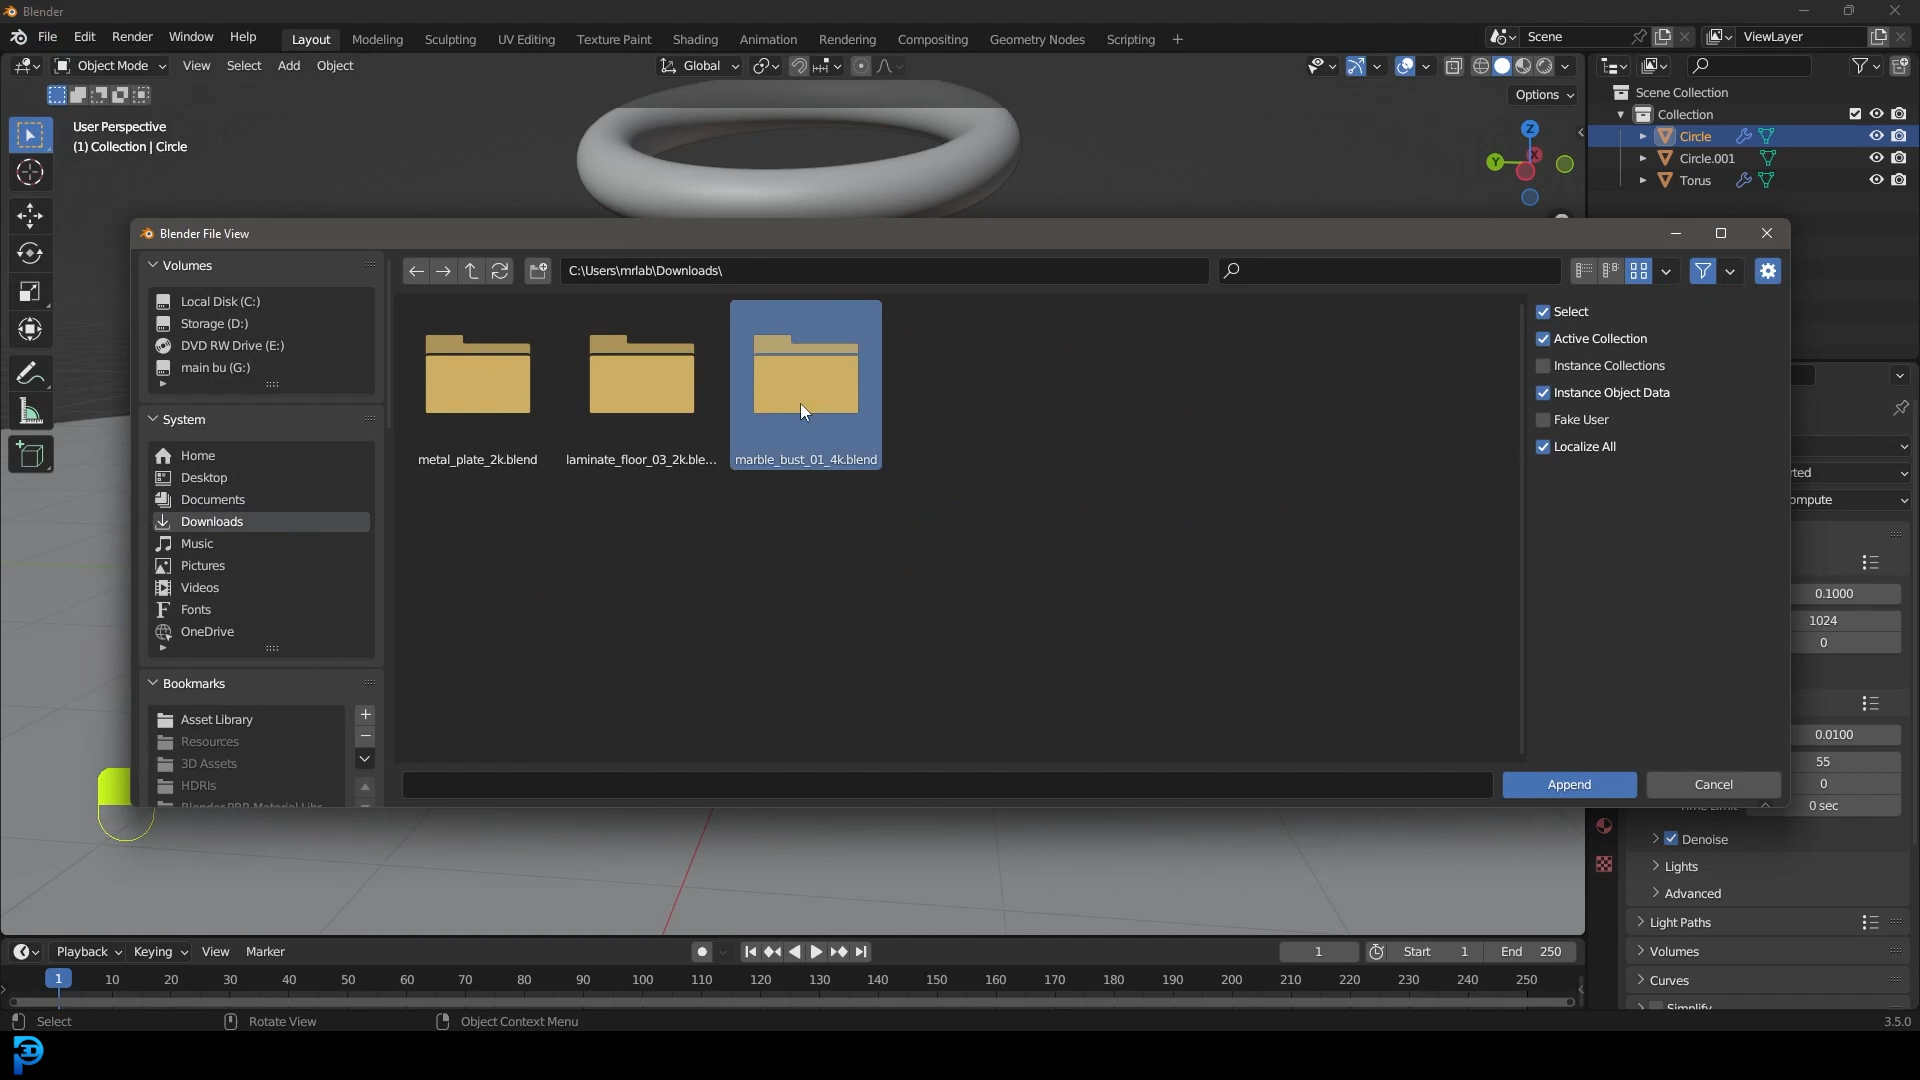 Blender
File Edit Render Window Help Layout Modeling Sculpting UV Editing Texture Paint Shading Animation Rendering Compositing Geometry Nodes Scripting + Scene ViewLayer
Object Mode View Select Add Object Global
Options
User Perspective
(1) Collection | Circle
Z
Y
X
Scene Collection
Collection
Circle
Circle.001
Torus
Blender File View
Volumes
Local Disk (C:)
Storage (D:)
DVD RW Drive (E:)
main bu (G:)
System
Home
Desktop
Documents
Downloads
Music
Pictures
Videos
Fonts
OneDrive
Bookmarks
Asset Library
Resources
3D Assets
HDRIs
C:\Users\mrlab\Downloads\
metal_plate_2k.blend
laminate_floor_03_2k.ble...
marble_bust_01_4k.blend
Select
Active Collection
Instance Collections
Instance Object Data
Fake User
Localize All
Append
Cancel
rted
ompute
0.1000
1024
0
0.0100
55
0
0 sec
Denoise
Lights
Advanced
Light Paths
Volumes
Curves
Playback Keying View Marker
1 Start 1 End 250
1 10 20 30 40 50 60 70 80 90 100 110 120 130 140 150 160 170 180 190 200 210 220 230 240 250
Select Rotate View Object Context Menu 3.5.0